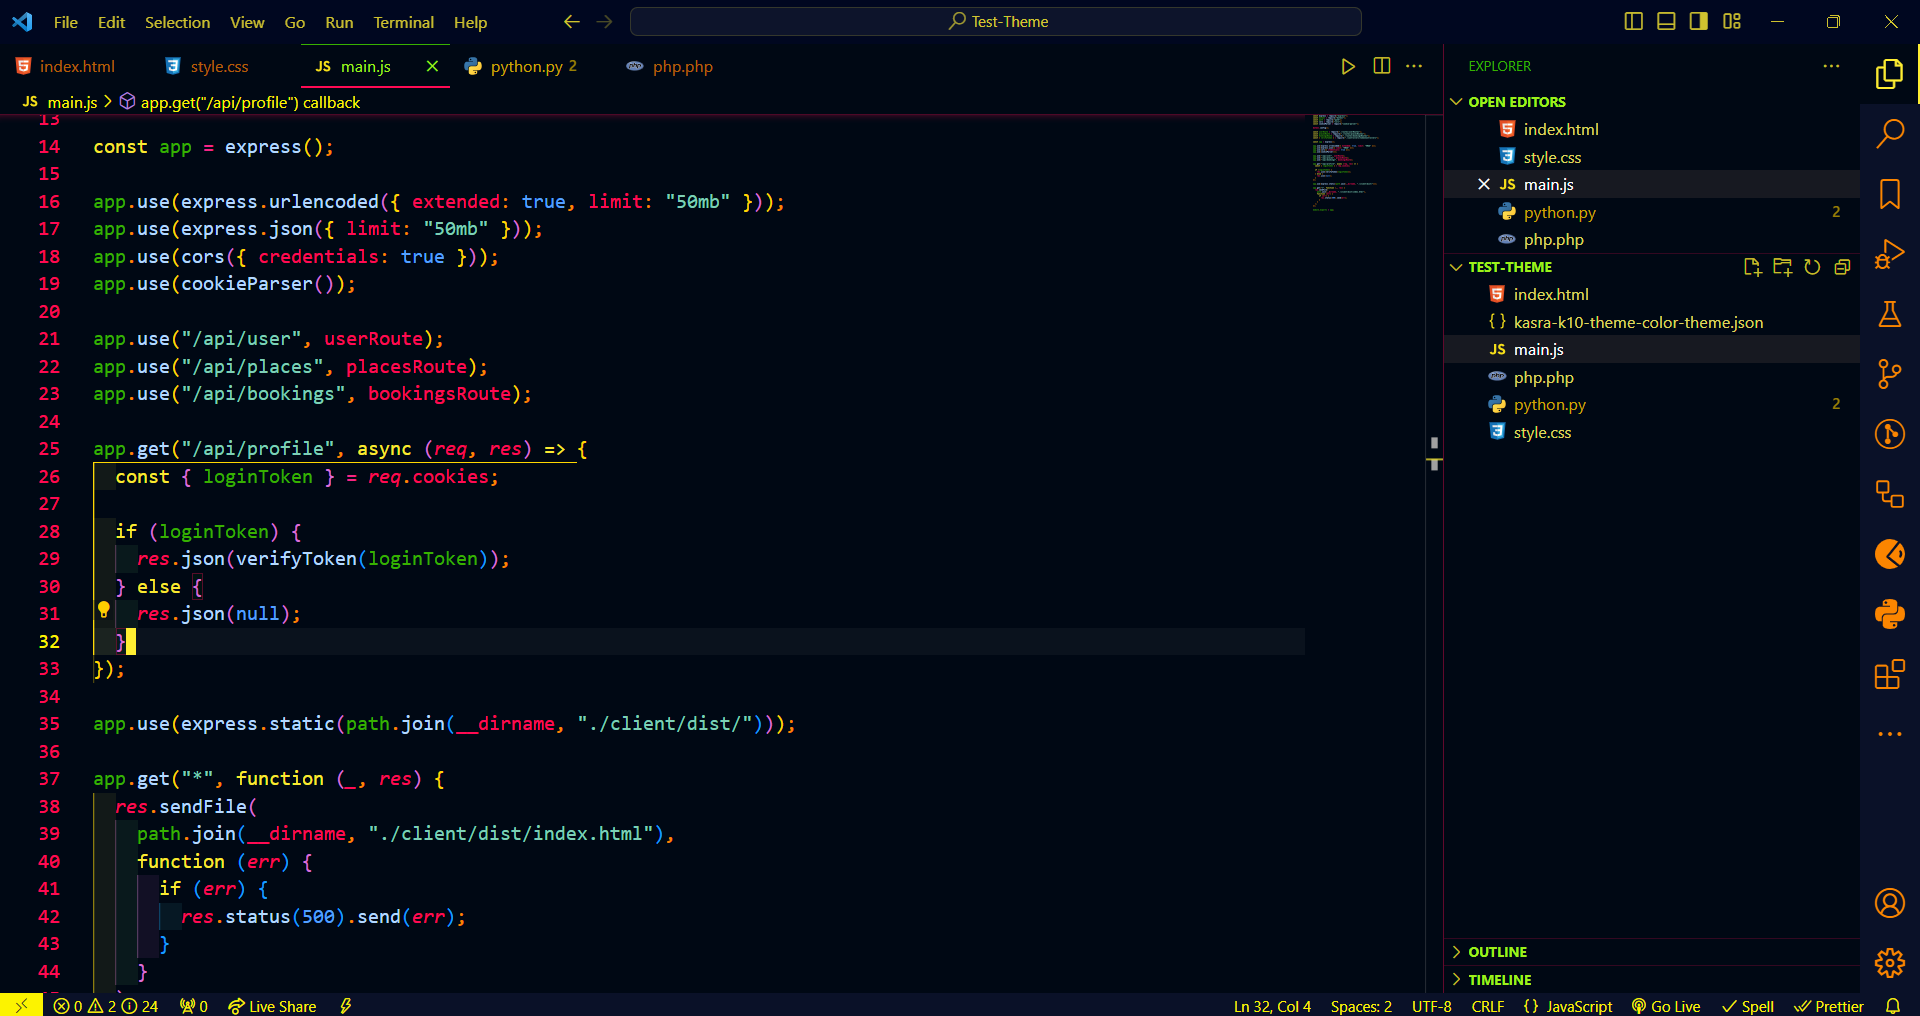 File Edit Selection View Go Run Terminal Help
Test-Theme
index.html style.css JS main.js python.py 2 php.php
JS main.js > app.get("/api/profile") callback
13
14 const app = express();
15
16 app.use(express.urlencoded({ extended: true, limit: "50mb" }));
17 app.use(express.json({ limit: "50mb" }));
18 app.use(cors({ credentials: true }));
19 app.use(cookieParser());
20
21 app.use("/api/user", userRoute);
22 app.use("/api/places", placesRoute);
23 app.use("/api/bookings", bookingsRoute);
24
25 app.get("/api/profile", async (req, res) => {
26 const { loginToken } = req.cookies;
27
28 if (loginToken) {
29 res.json(verifyToken(loginToken));
30 } else {
31 res.json(null);
32 }
33 });
34
35 app.use(express.static(path.join(__dirname, "./client/dist/")));
36
37 app.get("*", function (_, res) {
38 res.sendFile(
39 path.join(__dirname, "./client/dist/index.html"),
40 function (err) {
41 if (err) {
42 res.status(500).send(err);
43 }
44 }
EXPLORER
OPEN EDITORS
index.html
style.css
JS main.js
python.py 2
php.php
TEST-THEME
index.html
{} kasra-k10-theme-color-theme.json
JS main.js
php.php
python.py 2
style.css
OUTLINE
TIMELINE
0 2 24 0 Live Share
Ln 32, Col 4 Spaces: 2 UTF-8 CRLF {} JavaScript Go Live Spell Prettier